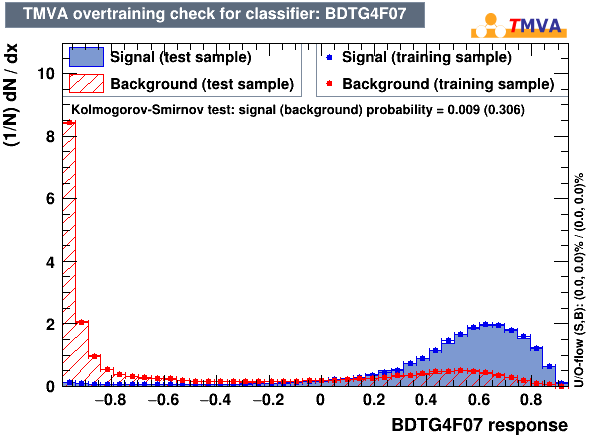 TMVA overtraining check for classifier: BDTG4F07
TMVA
(1/N) dN / dx
Signal (test sample)
Background (test sample)
Signal (training sample)
Background (training sample)
Kolmogorov-Smirnov test: signal (background) probability = 0.009 (0.306)
10
8
6
4
2
0
−0.8 −0.6 −0.4 −0.2 0 0.2 0.4 0.6 0.8
BDTG4F07 response
U/O-flow (S,B): (0.0, 0.0)% / (0.0, 0.0)%